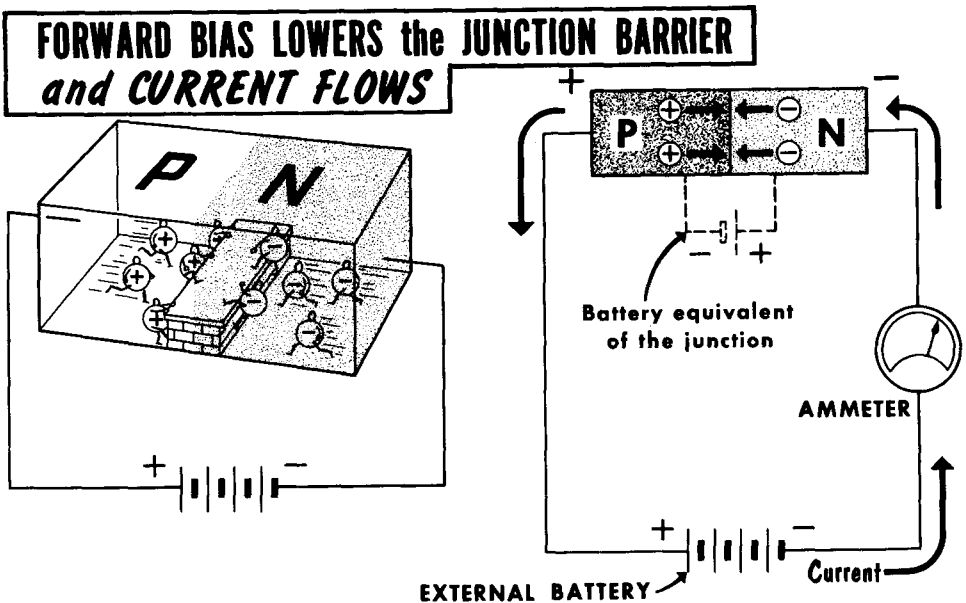 FORWARD BIAS LOWERS the JUNCTION BARRIER
and CURRENT FLOWS
P N
+ + + + +
- - - - -
+ -
+ -
P + - N
+ -
- +
Battery equivalent
of the junction
AMMETER
+ -
EXTERNAL BATTERY
Current